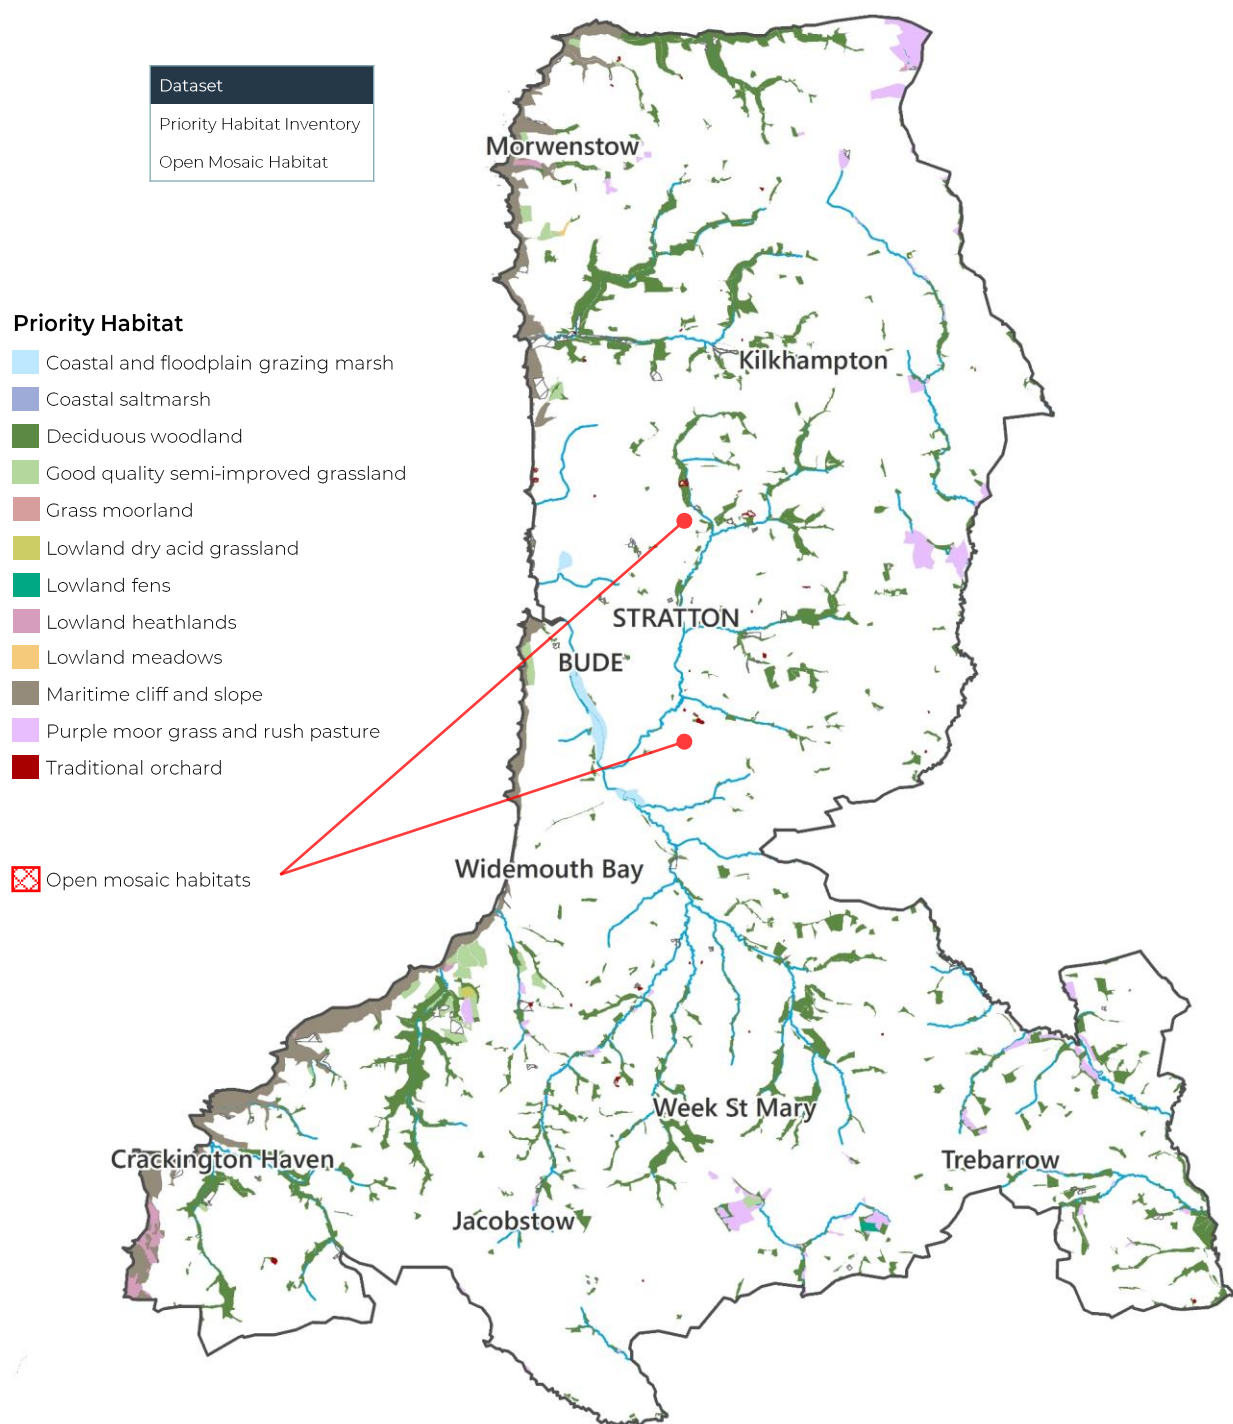 Dataset
Priority Habitat Inventory
Open Mosaic Habitat
Morwenstow
Priority Habitat
Coastal and floodplain grazing marsh
Coastal saltmarsh
Deciduous woodland
Good quality semi-improved grassland
Grass moorland
Lowland dry acid grassland
Lowland fens
Lowland heathlands
Lowland meadows
Maritime cliff and slope
Purple moor grass and rush pasture
Traditional orchard
Open mosaic habitats
Kilkhampton
STRATTON
BUDE
Widemouth Bay
Week St Mary
Crackington Haven
Trebarrow
Jacobstow